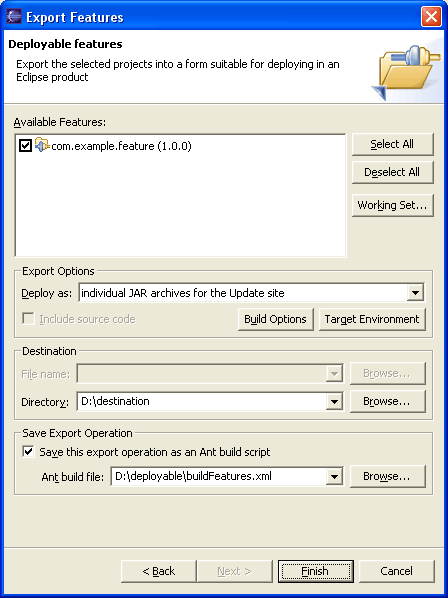 Export Features
Deployable features
Export the selected projects into a form suitable for deploying in an
Eclipse product
Available Features:
com.example.feature (1.0.0)
Select All
Deselect All
Working Set...
Export Options
Deploy as: individual JAR archives for the Update site
Include source code Build Options Target Environment
Destination
File name: Browse...
Directory: D:\destination Browse...
Save Export Operation
Save this export operation as an Ant build script
Ant build file: D:\deployable\buildFeatures.xml Browse...
< Back Next > Finish Cancel